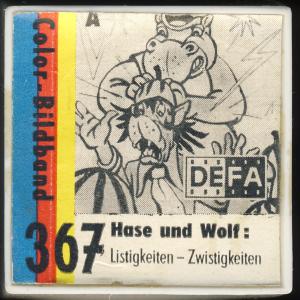 A
Color-Bildband
DEFA
367
Hase und Wolf:
Listigkeiten – Zwistigkeiten